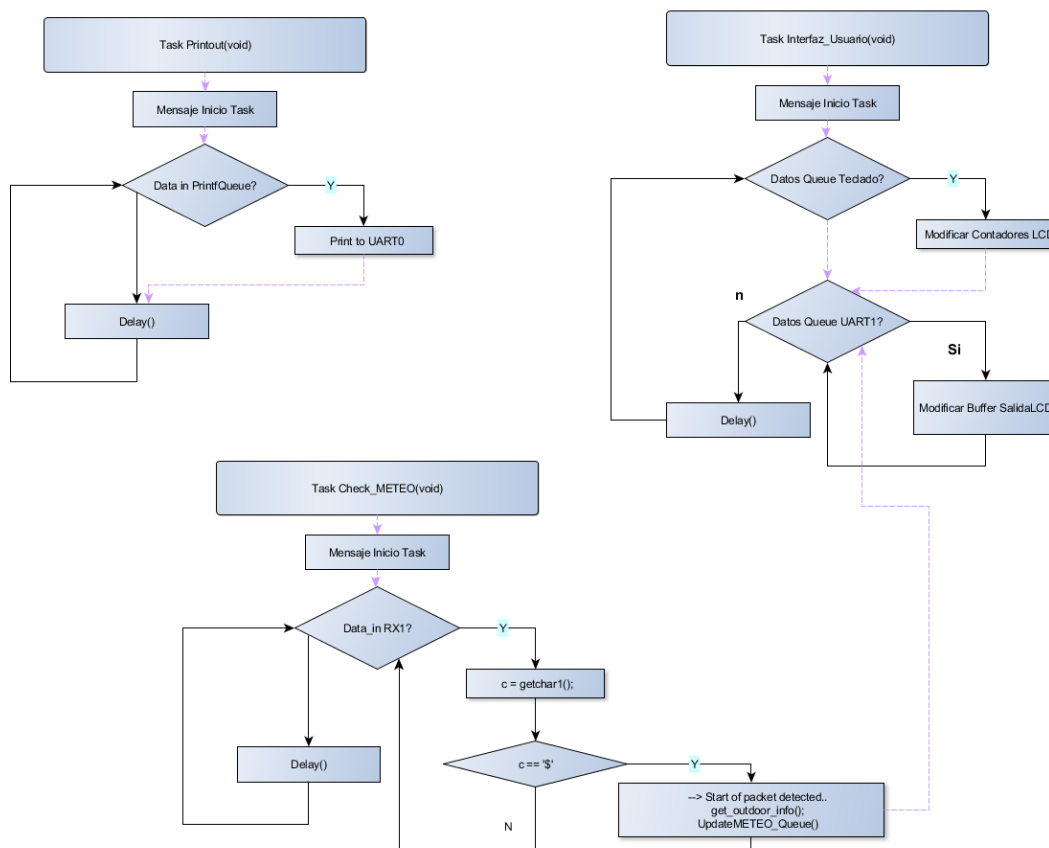 Task Printout(void)
Mensaje Inicio Task
Data in PrintfQueue?
Y
Print to UART0
Delay()
Task Interfaz_Usuario(void)
Mensaje Inicio Task
Datos Queue Teclado?
Y
Modificar Contadores LCD
n
Datos Queue UART1?
Si
Modificar Buffer SalidaLCD
Delay()
Task Check_METEO(void)
Mensaje Inicio Task
Data_in RX1?
Y
c = getchar1();
Delay()
c == '$'
Y
--> Start of packet detected..
get_outdoor_info();
UpdateMETEO_Queue()
N